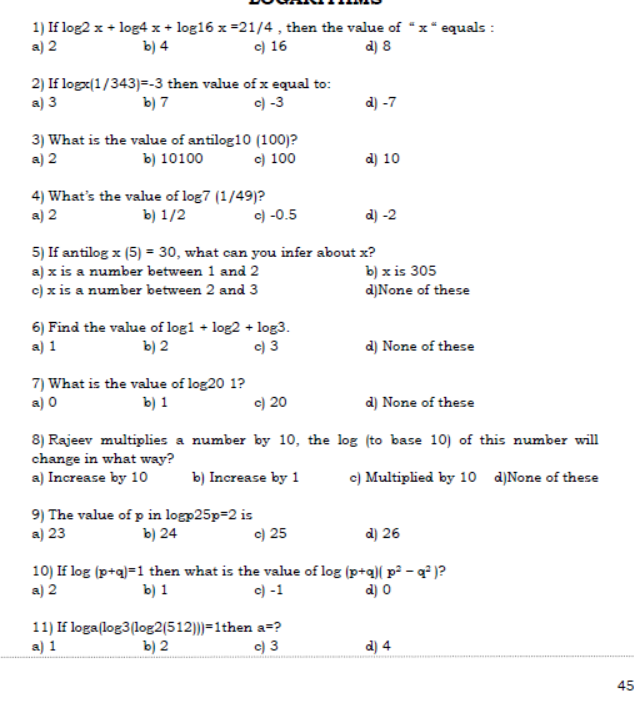 1) If log2 x + log4 x + log16 x =21/4 , then the value of “ x “ equals :
a) 2 b) 4 c) 16 d) 8
2) If logx(1/343)=-3 then value of x equal to:
a) 3 b) 7 c) -3 d) -7
3) What is the value of antilog10 (100)?
a) 2 b) 10100 c) 100 d) 10
4) What’s the value of log7 (1/49)?
a) 2 b) 1/2 c) -0.5 d) -2
5) If antilog x (5) = 30, what can you infer about x?
a) x is a number between 1 and 2 b) x is 305
c) x is a number between 2 and 3 d)None of these
6) Find the value of log1 + log2 + log3.
a) 1 b) 2 c) 3 d) None of these
7) What is the value of log20 1?
a) 0 b) 1 c) 20 d) None of these
8) Rajeev multiplies a number by 10, the log (to base 10) of this number will
change in what way?
a) Increase by 10 b) Increase by 1 c) Multiplied by 10 d)None of these
9) The value of p in logp25p=2 is
a) 23 b) 24 c) 25 d) 26
10) If log (p+q)=1 then what is the value of log (p+q)( p² – q² )?
a) 2 b) 1 c) -1 d) 0
11) If loga(log3(log2(512)))=1then a=?
a) 1 b) 2 c) 3 d) 4
45